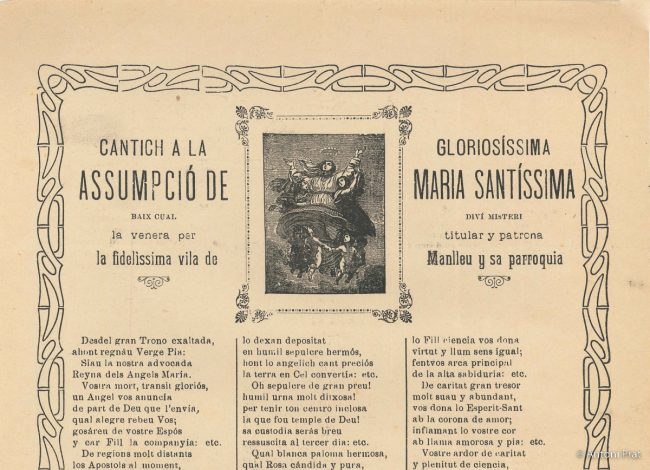 CANTICH A LA
GLORIOSÍSSIMA
ASSUMPCIÓ DE
MARIA SANTÍSSIMA
BAIX CUAL
DIVÍ MISTERI
la venera per
titular y patrona
la fidelíssima vila de
Manlleu y sa parroquia
Desdel gran Trono exaltada,
ahont regnáu Verge Pia:
Siau la nostra advocada
Reyna dels Angels María.
Vostra mort, transit gloriós,
un Angel vos anuncia
de part de Deu que l'envía,
qual alegre rebeu Vos;
gosáreu de vostre Espós
y car Fill la companyía: etc.
De regions molt distants
los Apostols al moment,
lo dexan depositat
en humil sepulcre hermós,
hont lo angelich cant preciós
la terra en Cel convertía: etc.
Oh sepulcre de gran preu!
humil urna molt ditxosa!
per tenir ton centro inclosa
la que fou temple de Deu!
sa custodia serás breu
ressuscita al tercer dia: etc.
Qual blanca paloma hermosa,
qual Rosa cándida y pura,
lo Fill ciencia vos dona
virtut y llum sens igual;
fentvos arca principal
de la alta sabiduría: etc.
De caritat gran tresor
molt suau y abundant,
vos dona lo Esperit-Sant
ab la corona de amor;
inflamant lo vostre cor
ab llama amorosa y pia: etc.
Vostre ardor de caritat
y plenitut de ciencia,
© Antoni Prat